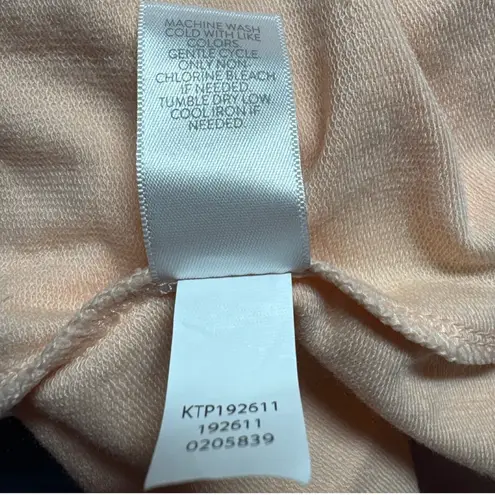 MACHINE WASH
COLD WITH LIKE
COLORS.
GENTLE CYCLE.
ONLY NON-
CHLORINE BLEACH
IF NEEDED.
TUMBLE DRY LOW.
COOL IRON IF
NEEDED.
KTP192611
192611
0205839